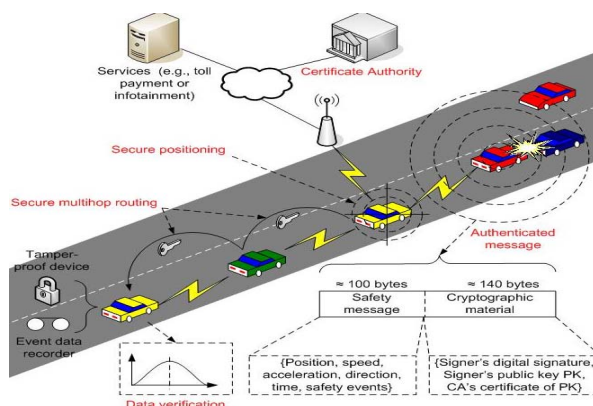 Services (e.g., toll
payment or
infotainment)
Certificate Authority
Secure positioning
Secure multihop routing
Authenticated
message
Tamper-
proof device
Event data
recorder
≈ 100 bytes
≈ 140 bytes
Safety
message
Cryptographic
material
{Position, speed,
acceleration, direction,
time, safety events}
{Signer's digital signature,
Signer's public key PK,
CA's certificate of PK}
Data verification